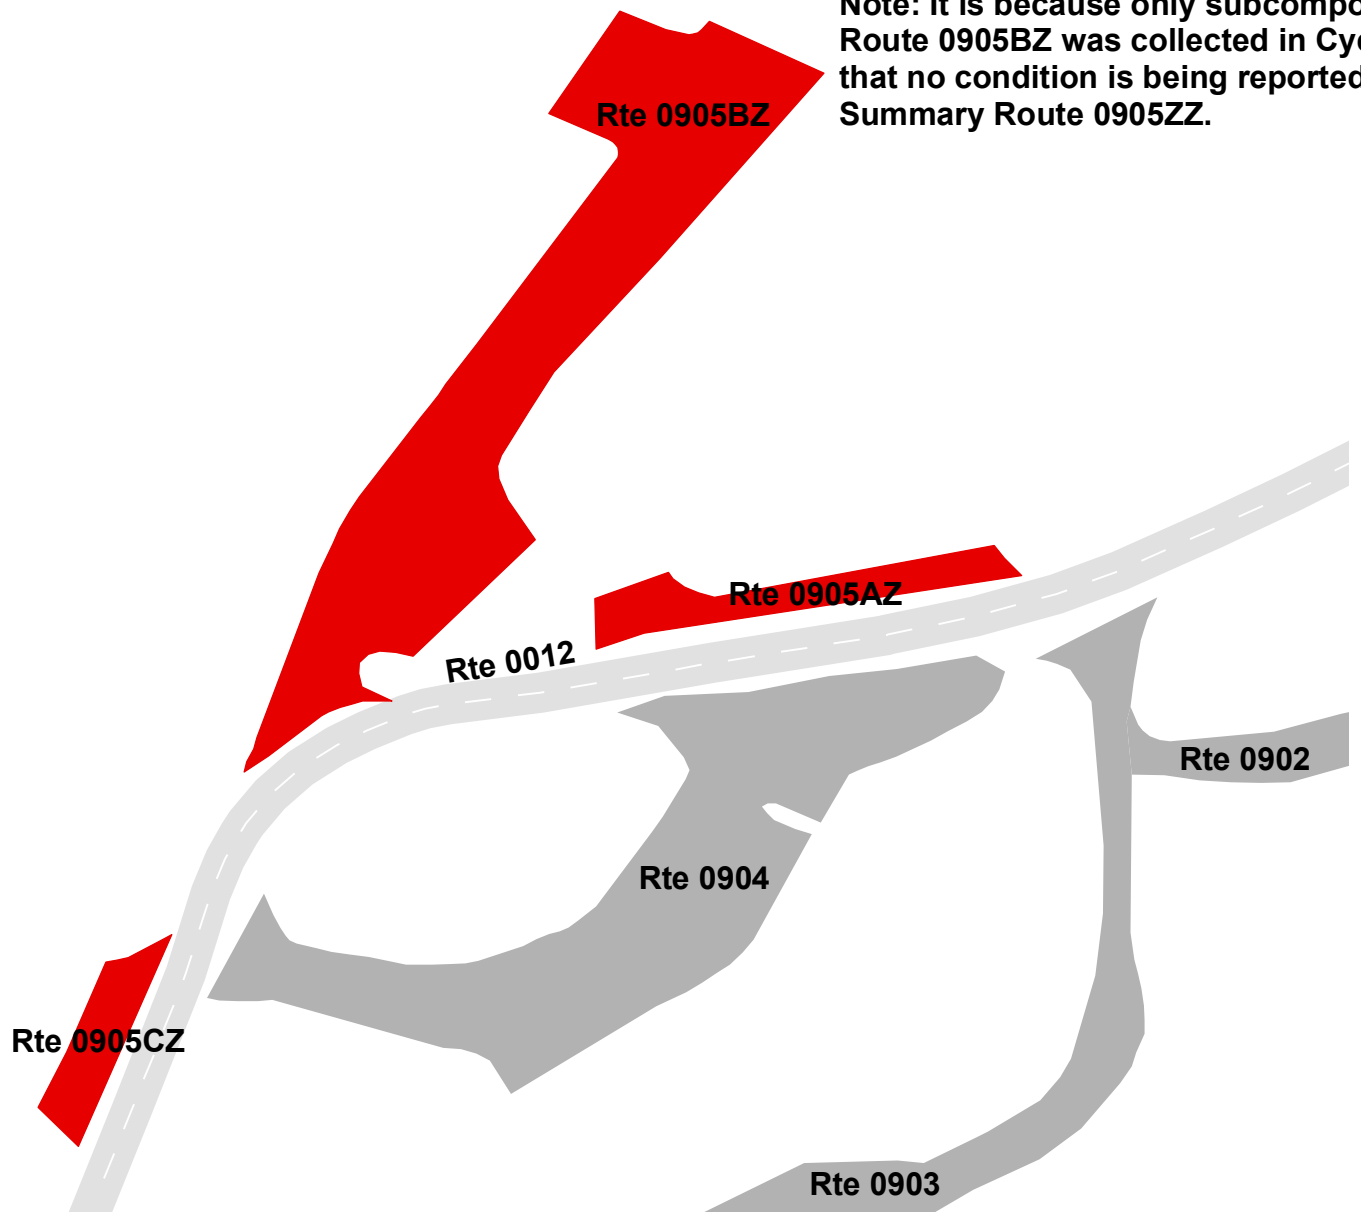 Note: It is because only
Route 0905BZ was collected in
that no condition is being reported
Summary Route 0905ZZ.
Rte 0905BZ
Rte 0905AZ
Rte 0012
Rte 0902
Rte 0904
Rte 0905CZ
Rte 0903